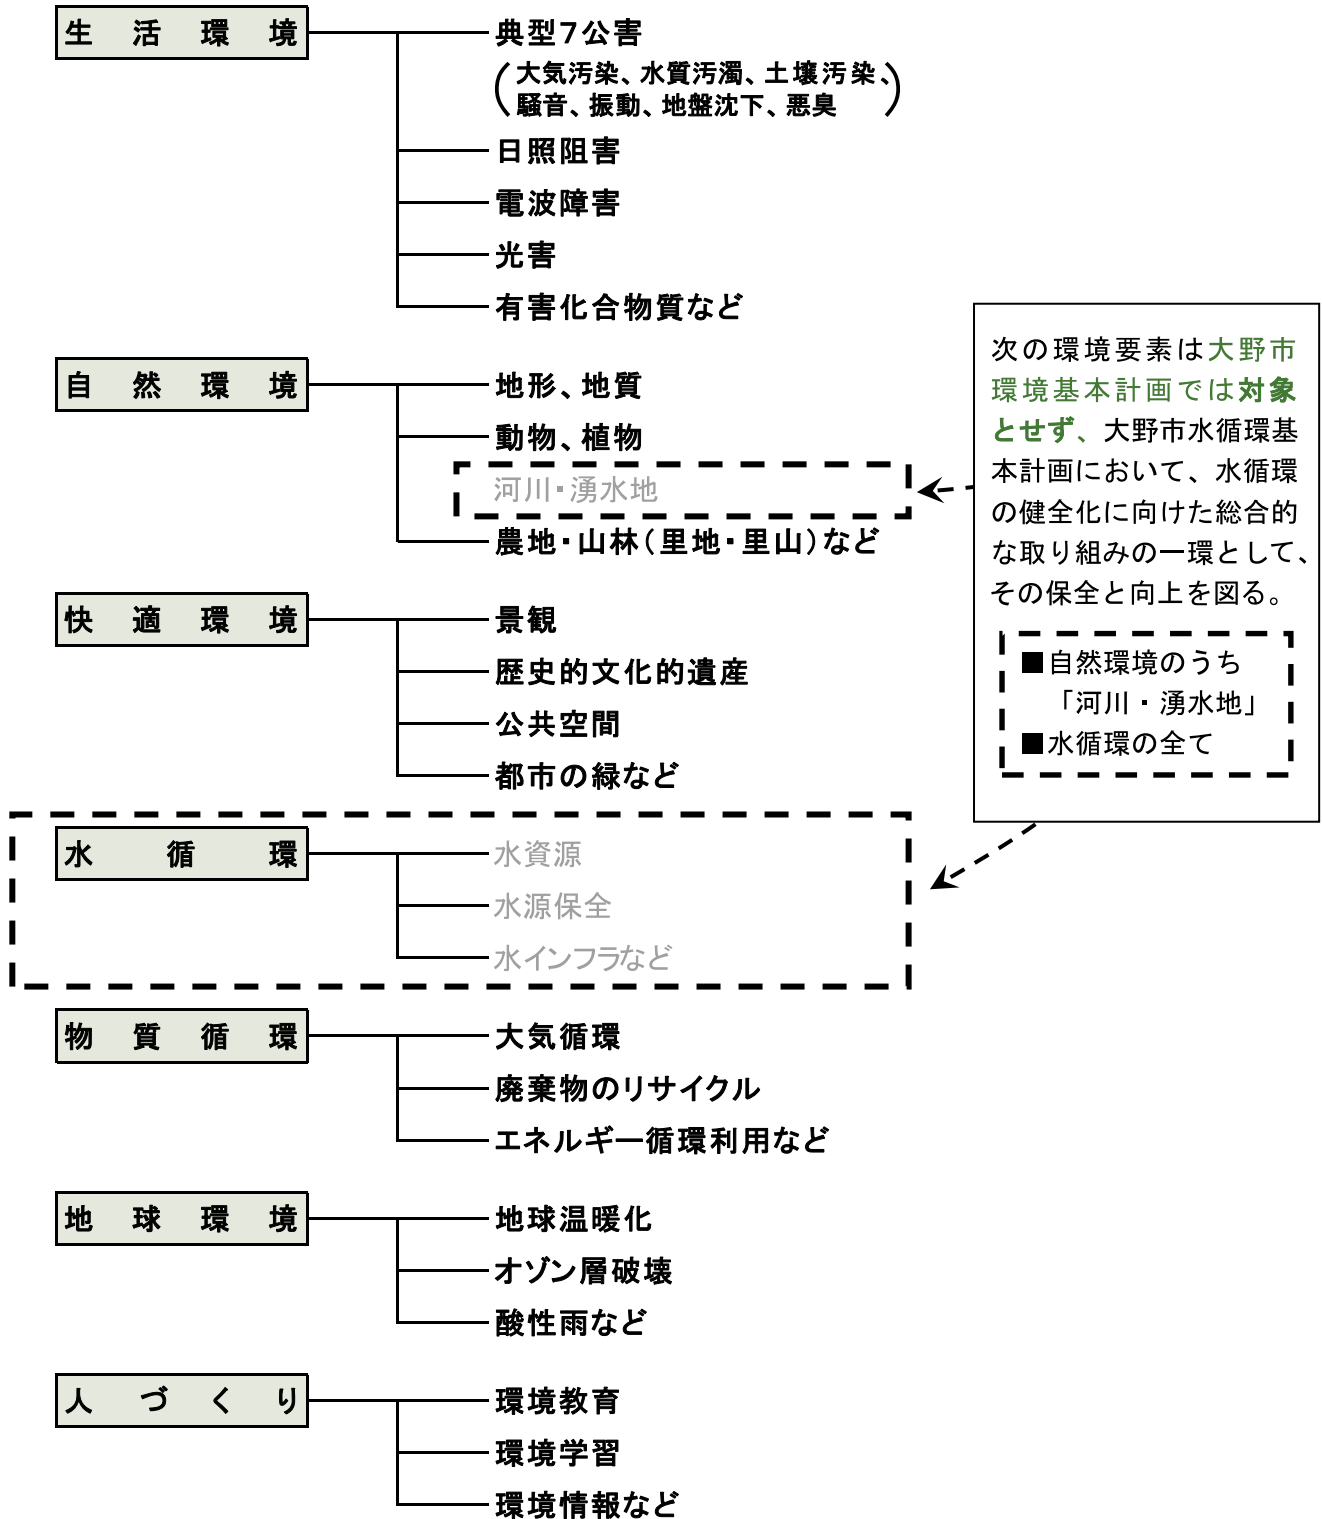 生活環境
典型7公害
(大気汚染、水質汚濁、土壌汚染、
騒音、振動、地盤沈下、悪臭)
日照阻害
電波障害
光害
有害化合物質など
自然環境
地形、地質
動物、植物
河川・湧水地
農地・山林(里地・里山)など
快適環境
景観
歴史的文化的遺産
公共空間
都市の緑など
水循環
水資源
水源保全
水インフラなど
物質循環
大気循環
廃棄物のリサイクル
エネルギー循環利用など
地球環境
地球温暖化
オゾン層破壊
酸性雨など
人づくり
環境教育
環境学習
環境情報など
次の環境要素は大野市
環境基本計画では対象
とせず、大野市水循環基
本計画において、水循環
の健全化に向けた総合的
な取り組みの一環として、
その保全と向上を図る。
■自然環境のうち
「河川・湧水地」
■水循環の全て